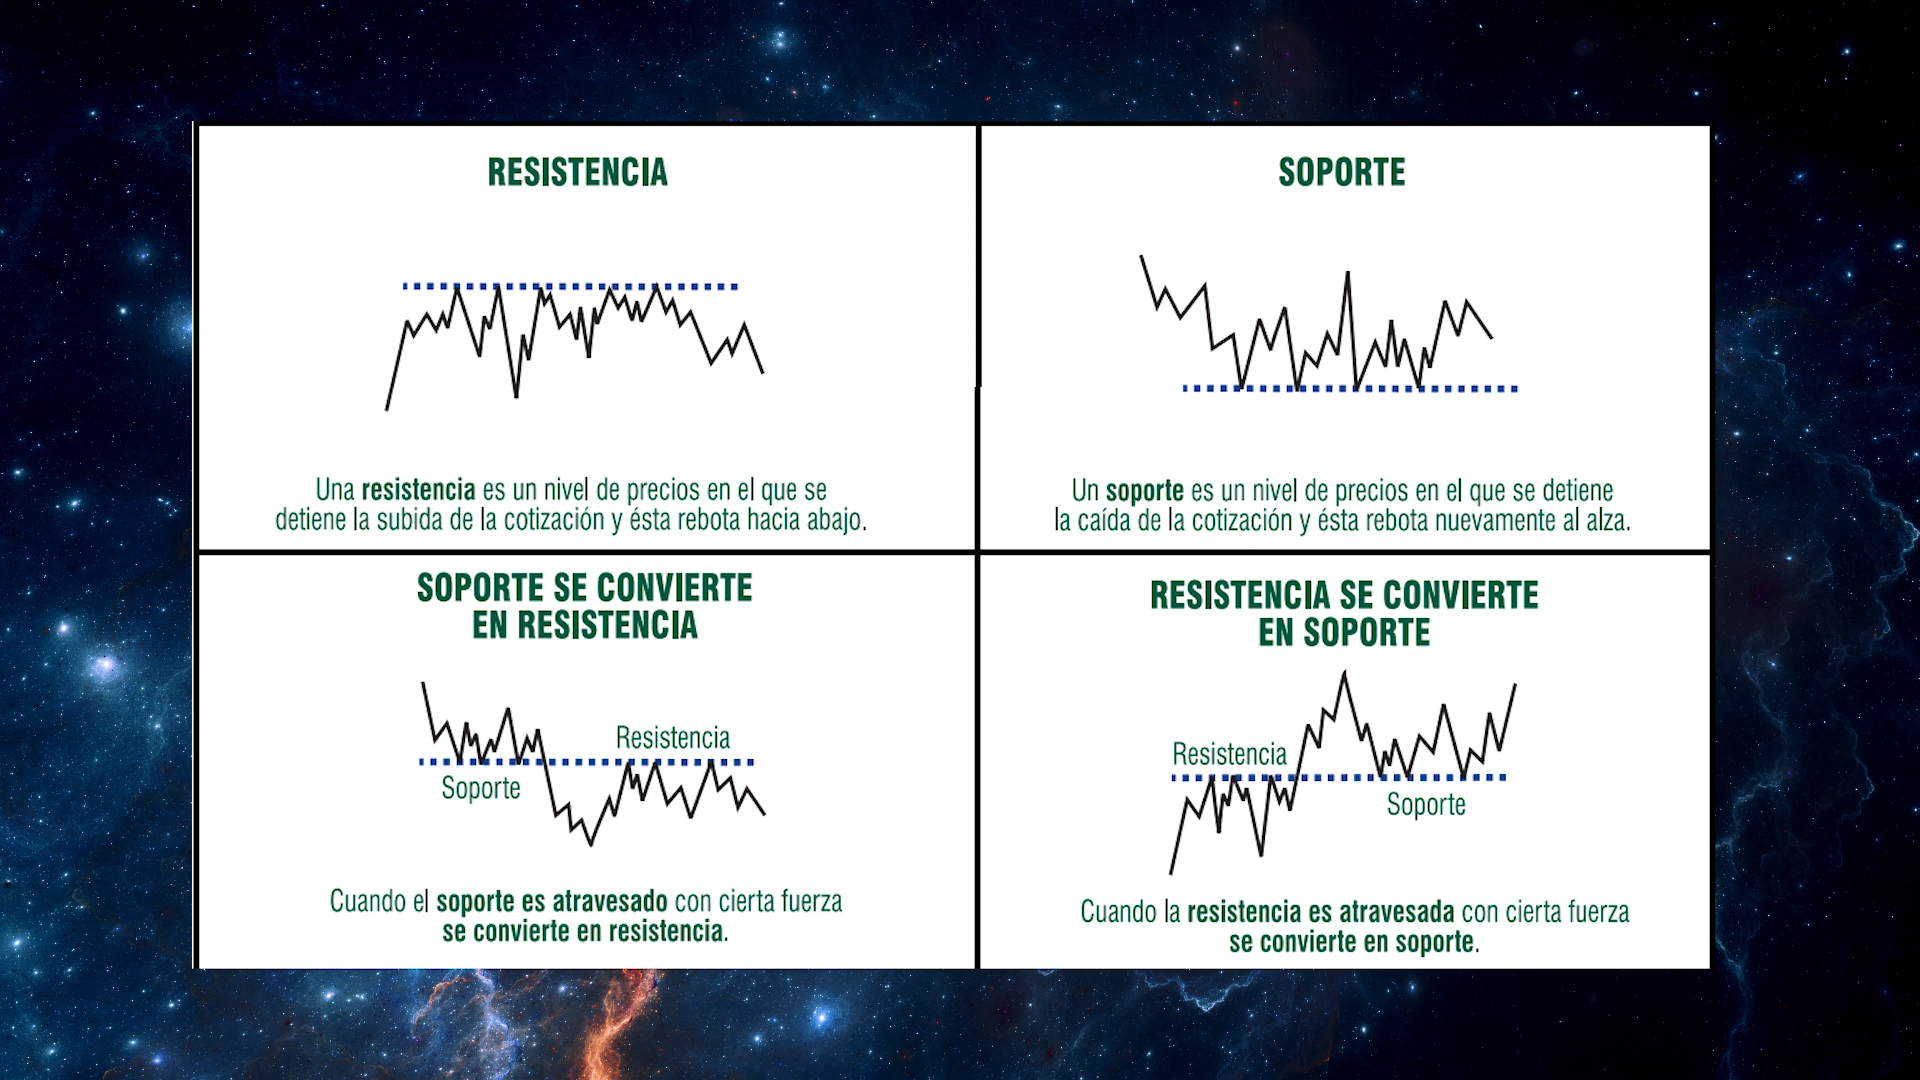 RESISTENCIA
Una resistencia es un nivel de precios en el que se
detiene la subida de la cotización y ésta rebota hacia abajo.
SOPORTE
Un soporte es un nivel de precios en el que se detiene
la caída de la cotización y ésta rebota nuevamente al alza.
SOPORTE SE CONVIERTE
EN RESISTENCIA
Resistencia
Soporte
Cuando el soporte es atravesado con cierta fuerza
se convierte en resistencia.
RESISTENCIA SE CONVIERTE
EN SOPORTE
Resistencia
Soporte
Cuando la resistencia es atravesada con cierta fuerza
se convierte en soporte.